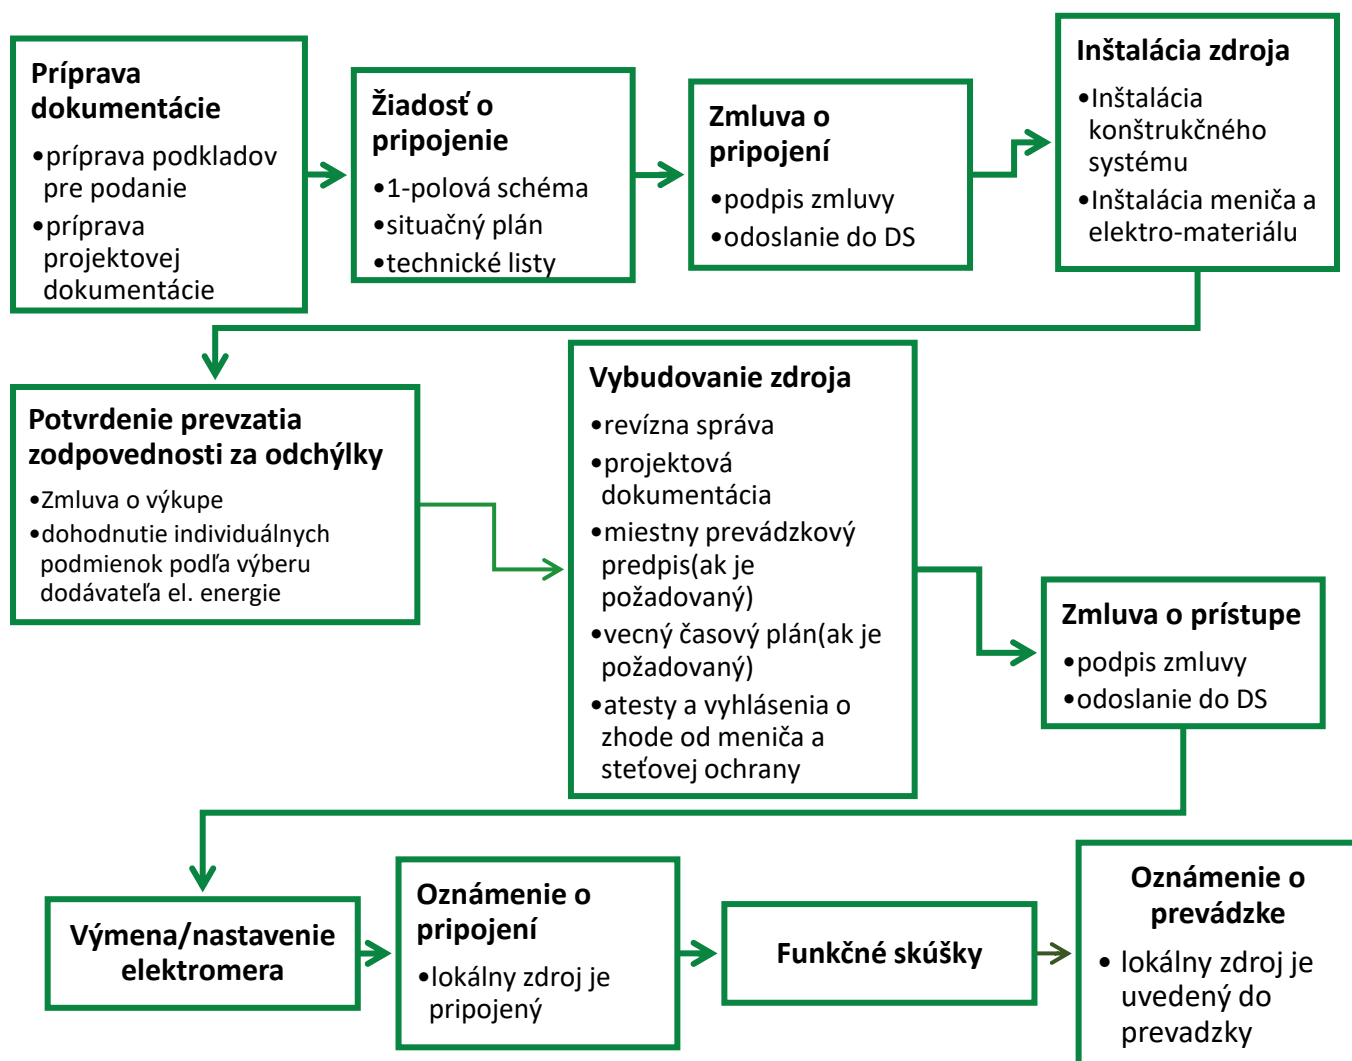 Príprava
dokumentácie
•príprava podkladov
pre podanie
•príprava
projektovej
dokumentácie
Žiadosť o
pripojenie
•1-polová schéma
•situačný plán
•technické listy
Zmluva o
pripojení
•podpis zmluvy
•odoslanie do DS
Inštalácia zdroja
•Inštalácia
konštrukčného
systému
•Inštalácia meniča a
elektro-materiálu
Potvrdenie prevzatia
zodpovednosti za odchýlky
•Zmluva o výkupe
•dohodnutie individuálnych
podmienok podľa výberu
dodávateľa el. energie
Vybudovanie zdroja
•revízna správa
•projektová
dokumentácia
•miestny prevádzkový
predpis(ak je
požadovaný)
•vecný časový plán(ak je
požadovaný)
•atesty a vyhlásenia o
zhode od meniča a
steťovej ochrany
Zmluva o prístupe
•podpis zmluvy
•odoslanie do DS
Výmena/nastavenie
elektromera
Oznámenie o
pripojení
•lokálny zdroj je
pripojený
Funkčné skúšky
Oznámenie o
prevádzke
• lokálny zdroj je
uvedený do
prevadzky